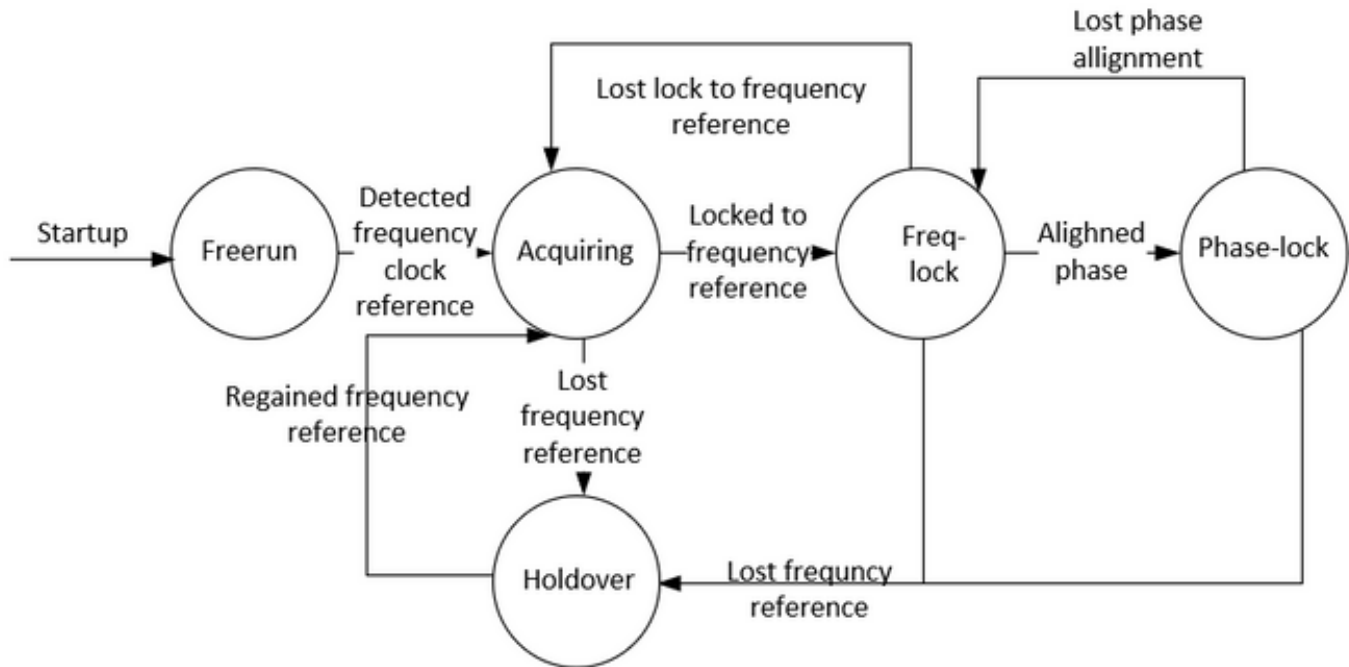 Lost phase
allignment
Lost lock to frequency
reference
Startup
Freerun
Detected
frequency
clock
reference
Acquiring
Locked to
frequency
reference
Freq-
lock
Alighned
phase
Phase-lock
Regained frequency
reference
Lost
frequency
reference
Holdover
Lost frequncy
reference